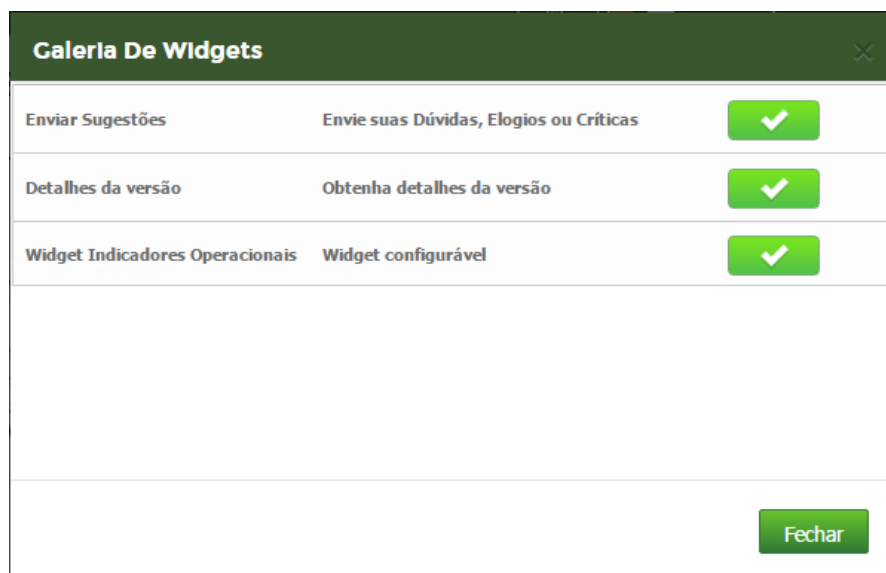 Galeria De Widgets
Enviar Sugestões Envie suas Dúvidas, Elogios ou Críticas
Detalhes da versão Obtenha detalhes da versão
Widget Indicadores Operacionais Widget configurável
Fechar